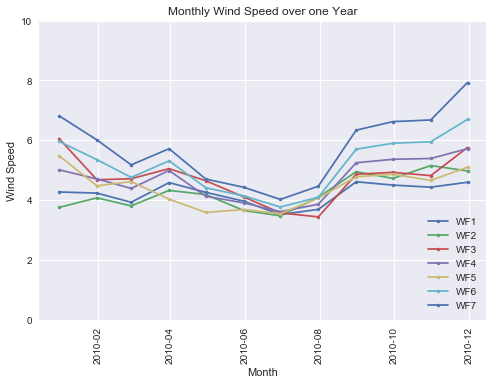 Monthly Wind Speed over one Year
10
8
6
4
2
0
Wind Speed
WF1
WF2
WF3
WF4
WF5
WF6
WF7
2010-02
2010-04
2010-06
2010-08
2010-10
2010-12
Month